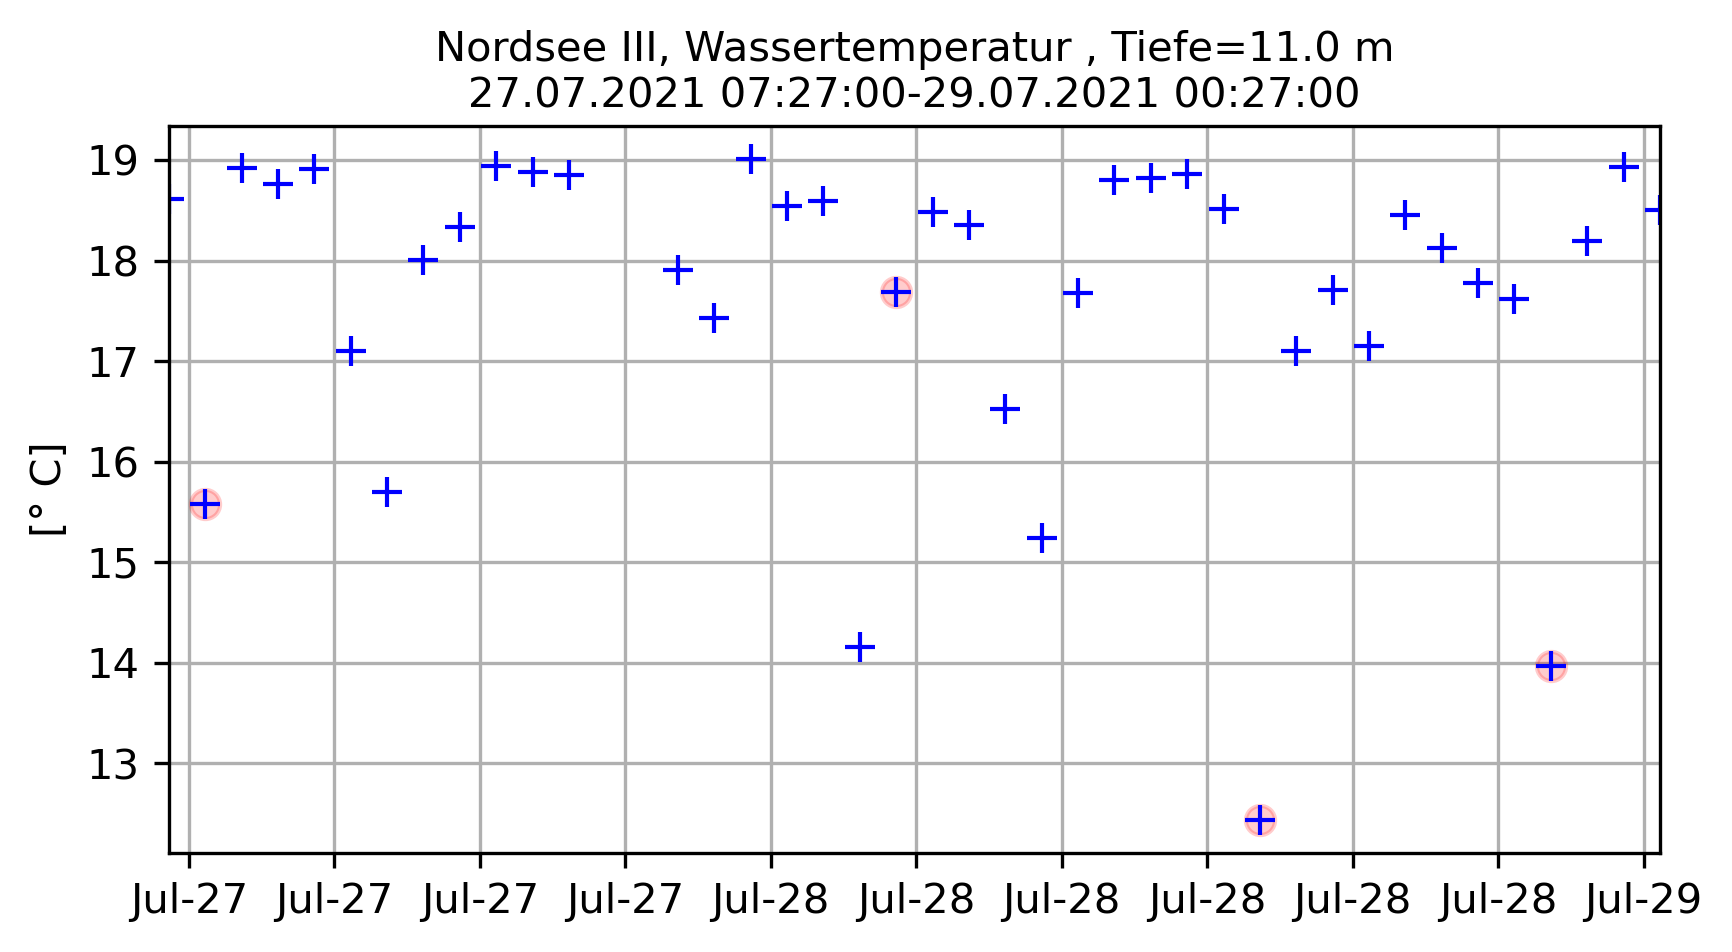 Nordsee III, Wassertemperatur , Tiefe=11.0 m
27.07.2021 07:27:00-29.07.2021 00:27:00
[° C]
19
18
17
16
15
14
13
Jul-27 Jul-27 Jul-27 Jul-27 Jul-28 Jul-28 Jul-28 Jul-28 Jul-28 Jul-28 Jul-29